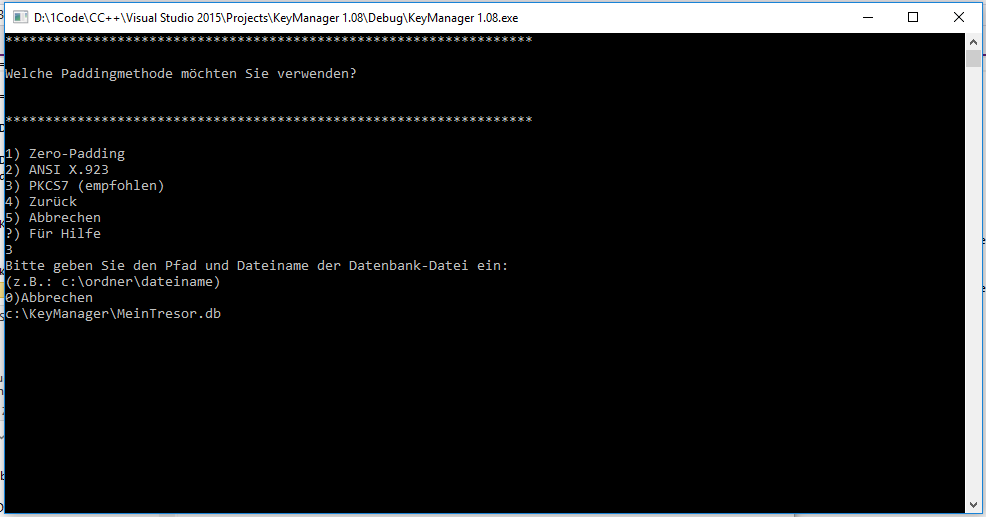 D:\1Code\CC++\Visual Studio 2015\Projects\KeyManager 1.08\Debug\KeyManager 1.08.exe
******************************************************************
Welche Paddingmethode möchten Sie verwenden?
******************************************************************
1) Zero-Padding
2) ANSI X.923
3) PKCS7 (empfohlen)
4) Zurück
5) Abbrechen
?) Für Hilfe
3
Bitte geben Sie den Pfad und Dateiname der Datenbank-Datei ein:
(z.B.: c:\ordner\dateiname)
0)Abbrechen
c:\KeyManager\MeinTresor.db